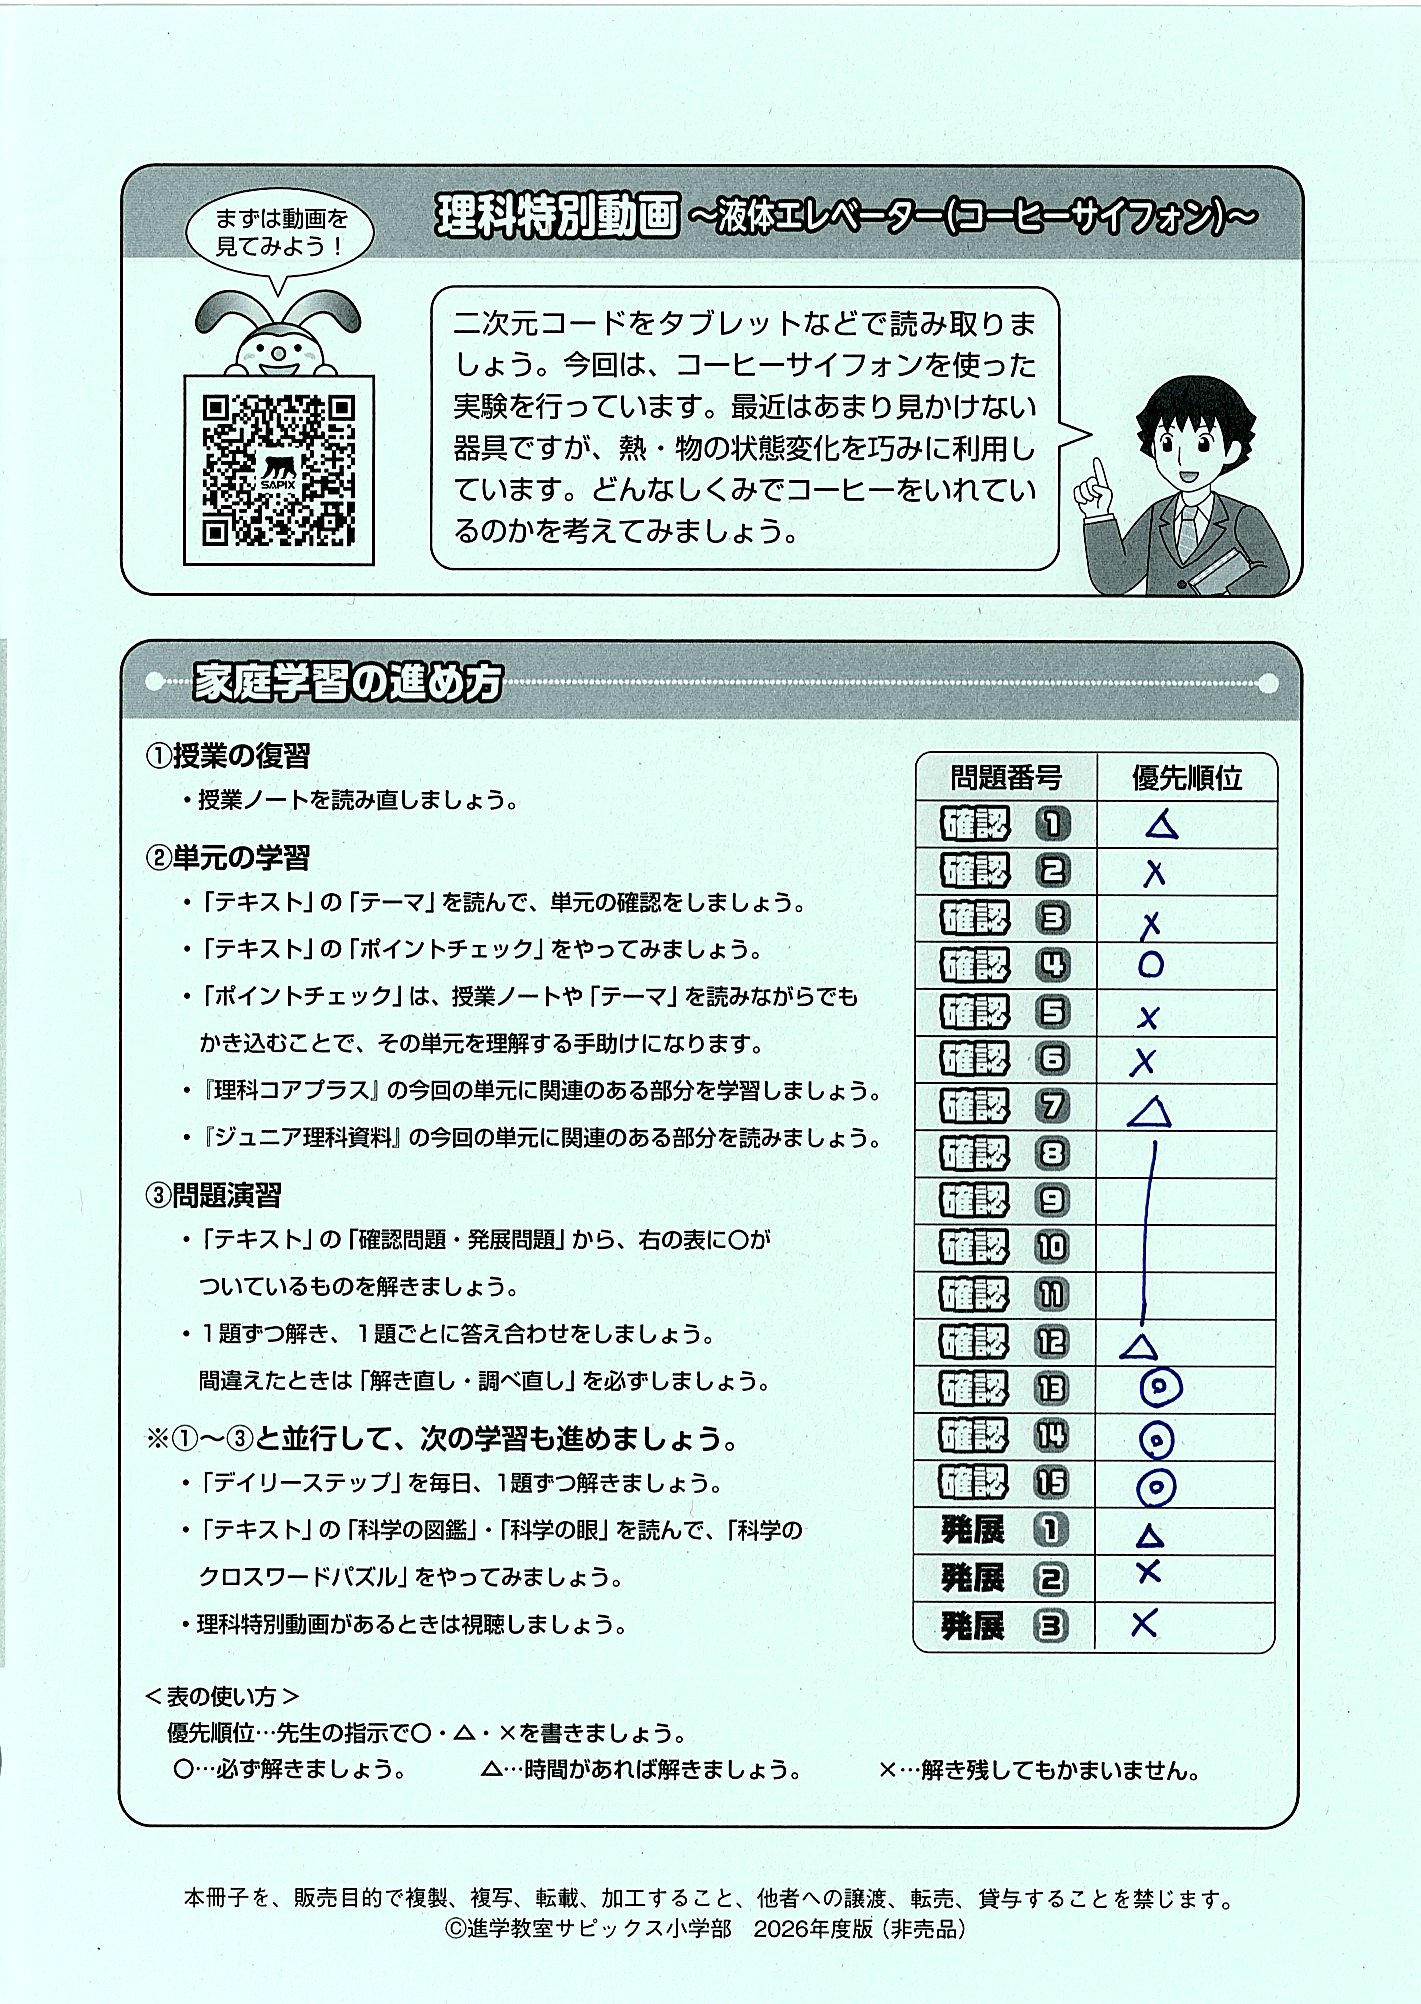 まずは動画を
見てみよう！
理科特別動画 ～液体エレベーター(コーヒーサイフォン)～
SAPIX
二次元コードをタブレットなどで読み取りま
しょう。今回は、コーヒーサイフォンを使った
実験を行っています。最近はあまり見かけない
器具ですが、熱・物の状態変化を巧みに利用し
ています。どんなしくみでコーヒーをいれてい
るのかを考えてみましょう。
家庭学習の進め方
①授業の復習
・授業ノートを読み直しましょう。
②単元の学習
・「テキスト」の「テーマ」を読んで、単元の確認をしましょう。
・「テキスト」の「ポイントチェック」をやってみましょう。
・「ポイントチェック」は、授業ノートや「テーマ」を読みながらでも
かき込むことで、その単元を理解する手助けになります。
・『理科コアプラス』の今回の単元に関連のある部分を学習しましょう。
・『ジュニア理科資料』の今回の単元に関連のある部分を読みましょう。
③問題演習
・「テキスト」の「確認問題・発展問題」から、右の表に〇が
ついているものを解きましょう。
・１題ずつ解き、１題ごとに答え合わせをしましょう。
間違えたときは「解き直し・調べ直し」を必ずしましょう。
※①～③と並行して、次の学習も進めましょう。
・「デイリーステップ」を毎日、1題ずつ解きましょう。
・「テキスト」の「科学の図鑑」・「科学の眼」を読んで、「科学の
クロスワードパズル」をやってみましょう。
・理科特別動画があるときは視聴しましょう。
問題番号 優先順位
確認 1 △
確認 2 ×
確認 3 ×
確認 4 〇
確認 5 ×
確認 6 ×
確認 7 △
確認 8
確認 9
確認 10
確認 11
確認 12 △
確認 13 ◎
確認 14 ◎
確認 15 ◎
発展 1 △
発展 2 ×
発展 3 ×
＜表の使い方＞
優先順位…先生の指示で〇・△・×を書きましょう。
〇…必ず解きましょう。 △…時間があれば解きましょう。 ×…解き残してもかまいません。
本冊子を、販売目的で複製、複写、転載、加工すること、他者への譲渡、転売、貸与することを禁じます。
©進学教室サピックス小学部 2026年度版（非売品）